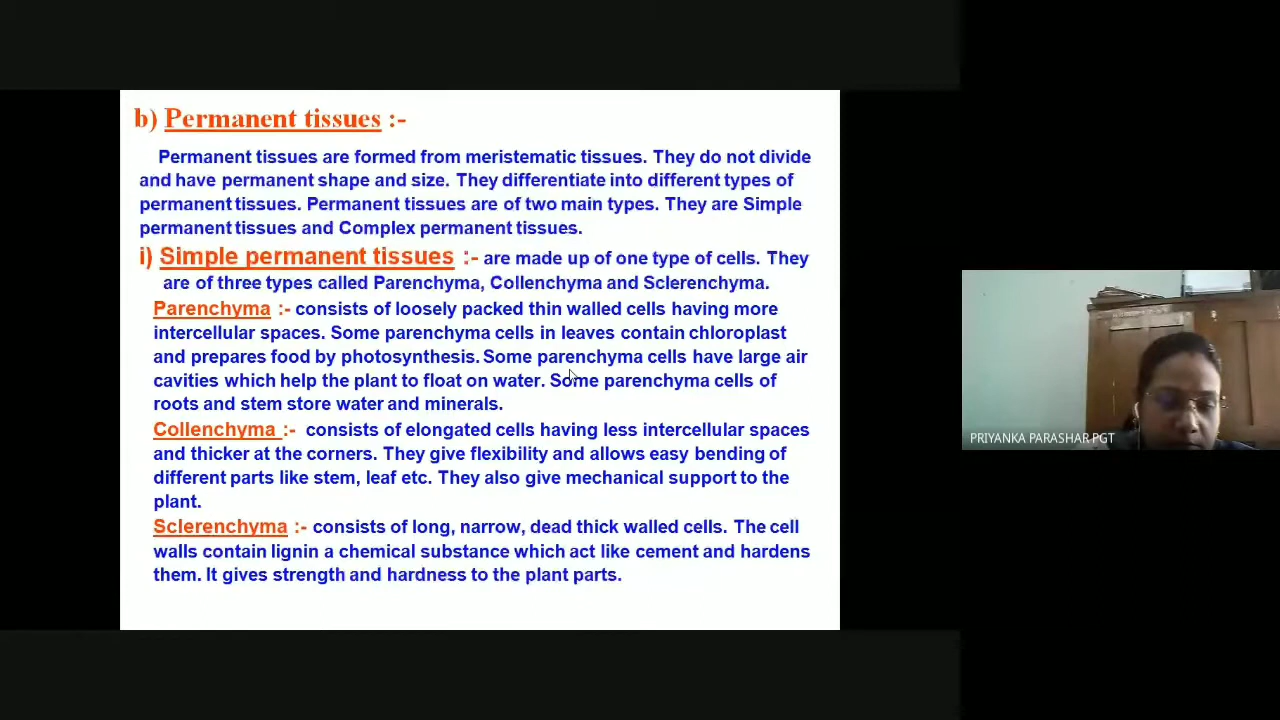 b) Permanent tissues :-
Permanent tissues are formed from meristematic tissues. They do not divide
and have permanent shape and size. They differentiate into different types of
permanent tissues. Permanent tissues are of two main types. They are Simple
permanent tissues and Complex permanent tissues.
i) Simple permanent tissues :- are made up of one type of cells. They
are of three types called Parenchyma, Collenchyma and Sclerenchyma.
Parenchyma :- consists of loosely packed thin walled cells having more
intercellular spaces. Some parenchyma cells in leaves contain chloroplast
and prepares food by photosynthesis. Some parenchyma cells have large air
cavities which help the plant to float on water. Some parenchyma cells of
roots and stem store water and minerals.
Collenchyma :- consists of elongated cells having less intercellular spaces
and thicker at the corners. They give flexibility and allows easy bending of
different parts like stem, leaf etc. They also give mechanical support to the
plant.
Sclerenchyma :- consists of long, narrow, dead thick walled cells. The cell
walls contain lignin a chemical substance which act like cement and hardens
them. It gives strength and hardness to the plant parts.
PRIYANKA PARASHAR PGT